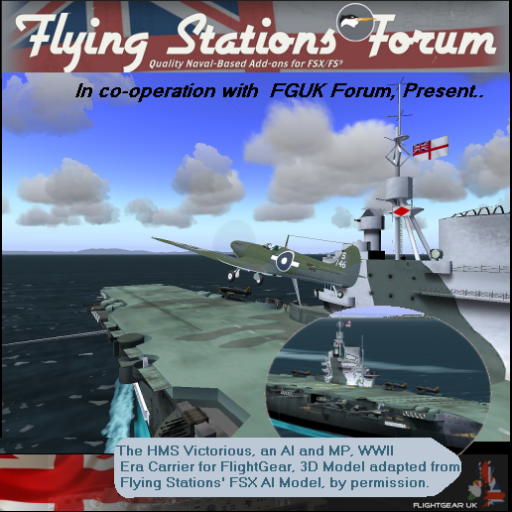 Flying Stations Forum
Quality Naval-Based Add-ons for FSX/FS9
In co-operation with FGUK Forum, Present..
The HMS Victorious, an AI and MP, WWII
Era Carrier for FlightGear, 3D Model adapted from
Flying Stations' FSX AI Model, by permission.
FLIGHTGEAR UK